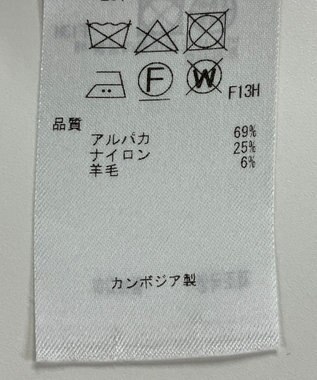 F
W
F13H
品質
アルパカ 69%
ナイロン 25%
羊毛 6%
カンボジア製